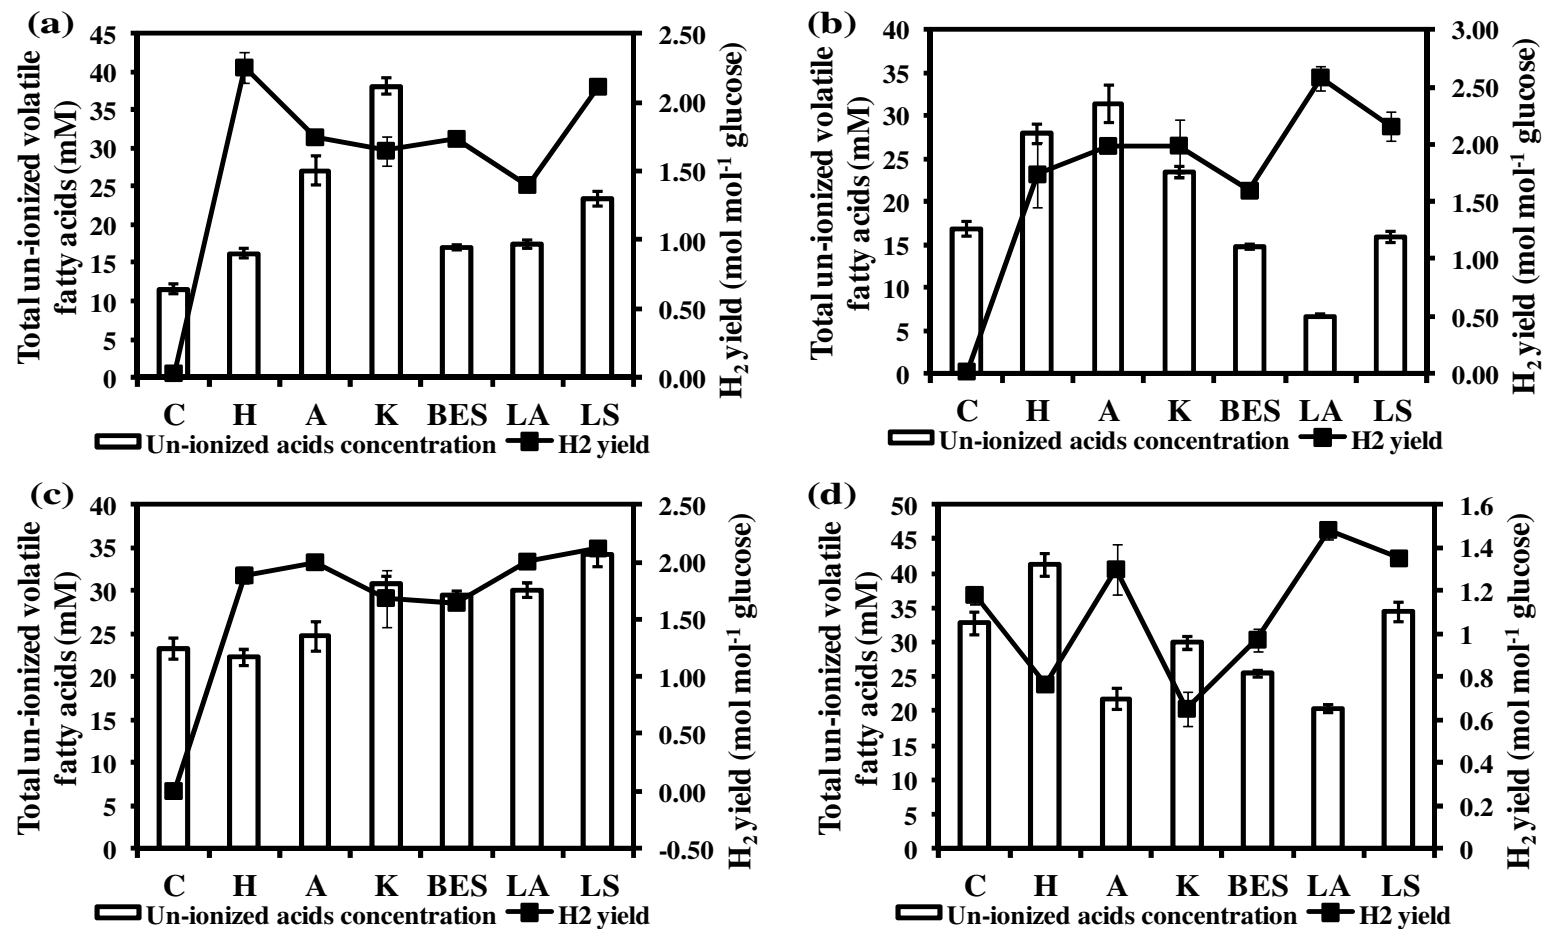 (a)
Total un-ionized volatile
fatty acids (mM)
45
40
35
30
25
20
15
10
5
0
2.50
2.00
1.50
1.00
0.50
0.00
H2 yield (mol mol-1 glucose)
C H A K BES LA LS
Un-ionized acids concentration H2 yield
(b)
Total un-ionized volatile
fatty acids (mM)
40
35
30
25
20
15
10
5
0
3.00
2.50
2.00
1.50
1.00
0.50
0.00
H2 yield (mol mol-1 glucose)
C H A K BES LA LS
Un-ionized acids concentration H2 yield
(c)
Total un-ionized volatile
fatty acids (mM)
40
35
30
25
20
15
10
5
0
2.50
2.00
1.50
1.00
0.50
0.00
-0.50
H2 yield (mol mol-1 glucose)
C H A K BES LA LS
Un-ionized acids concentration H2 yield
(d)
Total un-ionized volatile
fatty acids (mM)
50
45
40
35
30
25
20
15
10
5
0
1.6
1.4
1.2
1
0.8
0.6
0.4
0.2
0
H2 yield (mol mol-1 glucose)
C H A K BES LA LS
Un-ionized acids concentration H2 yield